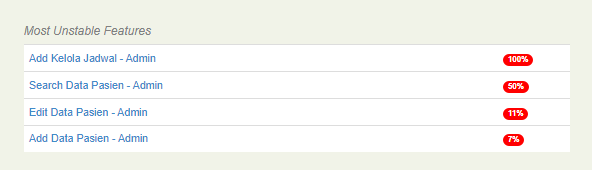 Most Unstable Features
Add Kelola Jadwal - Admin 100%
Search Data Pasien - Admin 50%
Edit Data Pasien - Admin 11%
Add Data Pasien - Admin 7%